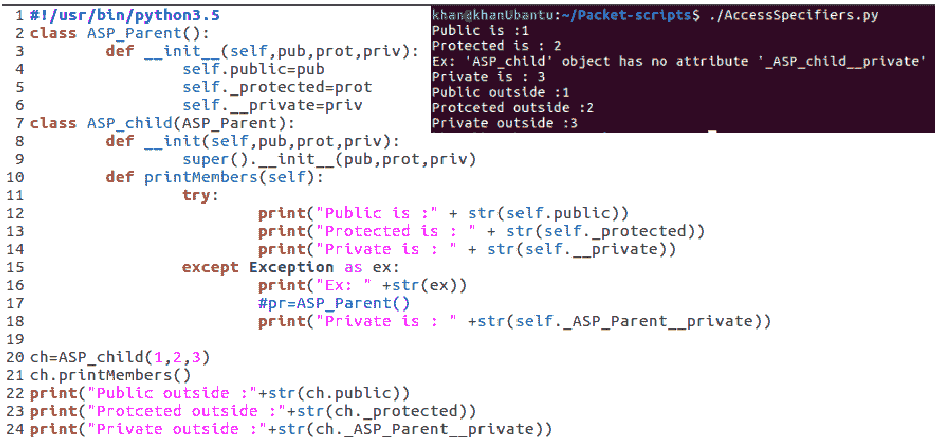 1 #!/usr/bin/python3.5
2 class ASP_Parent():
3         def __init__(self,pub,prot,priv):
4                 self.public=pub
5                 self._protected=prot
6                 self.__private=priv
7 class ASP_child(ASP_Parent):
8         def __init(self,pub,prot,priv):
9                 super().__init__(pub,prot,priv)
10         def printMembers(self):
11                 try:
12                         print("Public is :" + str(self.public))
13                         print("Protected is : " + str(self._protected))
14                         print("Private is : " + str(self.__private))
15                 except Exception as ex:
16                         print("Ex: " +str(ex))
17                         #pr=ASP_Parent()
18                         print("Private is : " +str(self._ASP_Parent__private))
19
20 ch=ASP_child(1,2,3)
21 ch.printMembers()
22 print("Public outside :"+str(ch.public))
23 print("Protceted outside :"+str(ch._protected))
24 print("Private outside :"+str(ch._ASP_Parent__private))
khan@khanUbantu:~/Packet-scripts$ ./AccessSpecifiers.py
Public is :1
Protected is : 2
Ex: 'ASP_child' object has no attribute '_ASP_child__private'
Private is : 3
Public outside :1
Protceted outside :2
Private outside :3